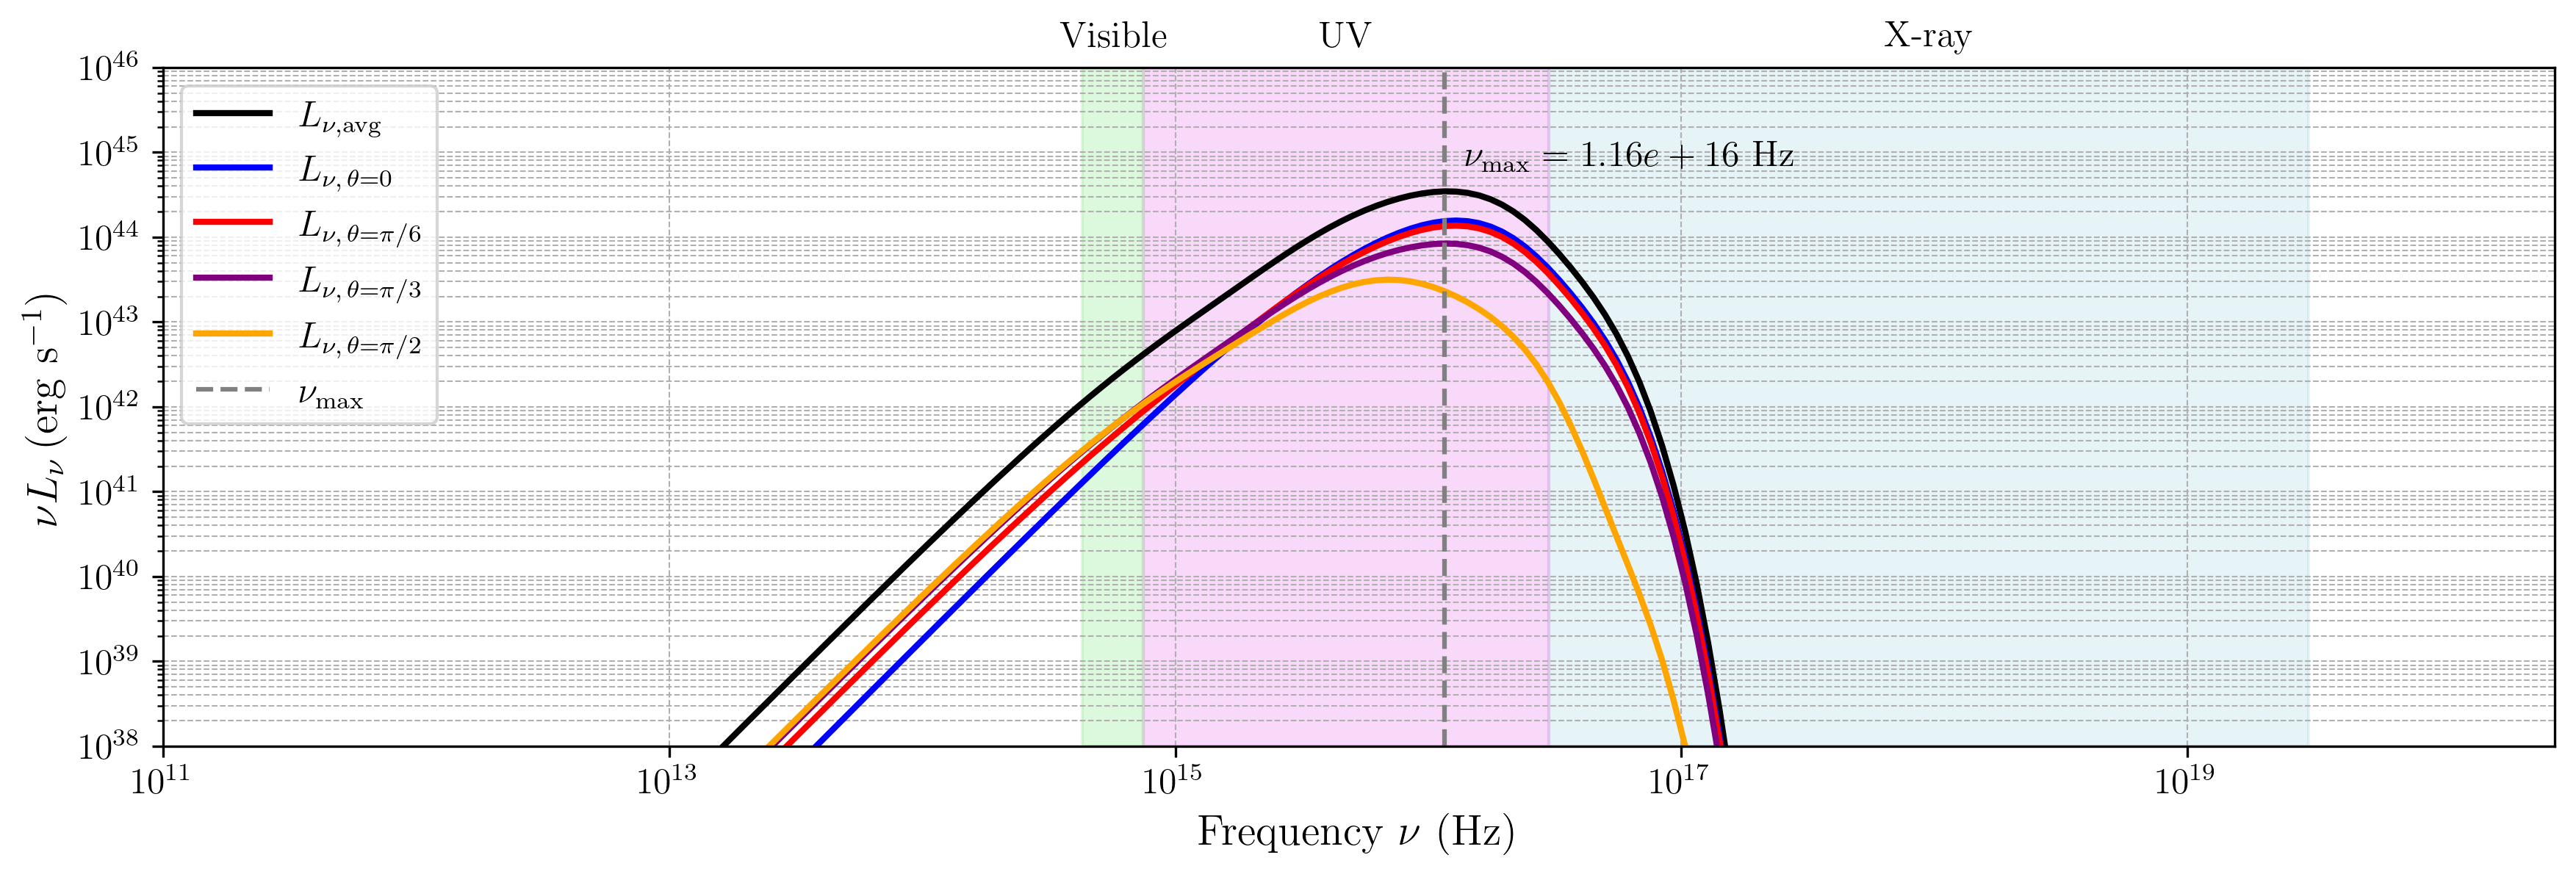 Visible UV X-ray
10^46
10^45
10^44
10^43
10^42
10^41
10^40
10^39
10^38
νL_ν (erg s^−1)
L_ν,avg
L_ν, θ=0
L_ν, θ=π/6
L_ν, θ=π/3
L_ν, θ=π/2
ν_max
ν_max = 1.16e + 16 Hz
10^11 10^13 10^15 10^17 10^19
Frequency ν (Hz)